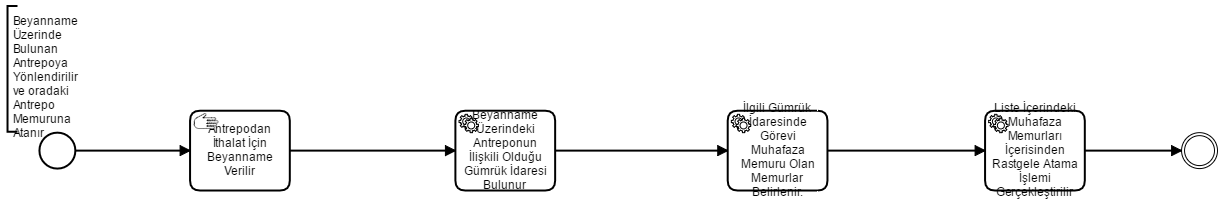 Beyanname
Üzerinde
Bulunan
Antrepoya
Yönlendirilir
ve oradaki
Antrepo
Memuruna
Atanır
Antrepodan
İthalat İçin
Beyanname
Verilir
Beyanname
Üzerindeki
Antreponun
İlişkili Olduğu
Gümrük İdaresi
Bulunur
İlgili Gümrük
İdaresinde
Görevi
Muhafaza
Memuru Olan
Memurlar
Belirlenir.
Liste İçerindeki
Muhafaza
Memurları
İçerisinden
Rastgele Atama
İşlemi
Gerçekleştirilir